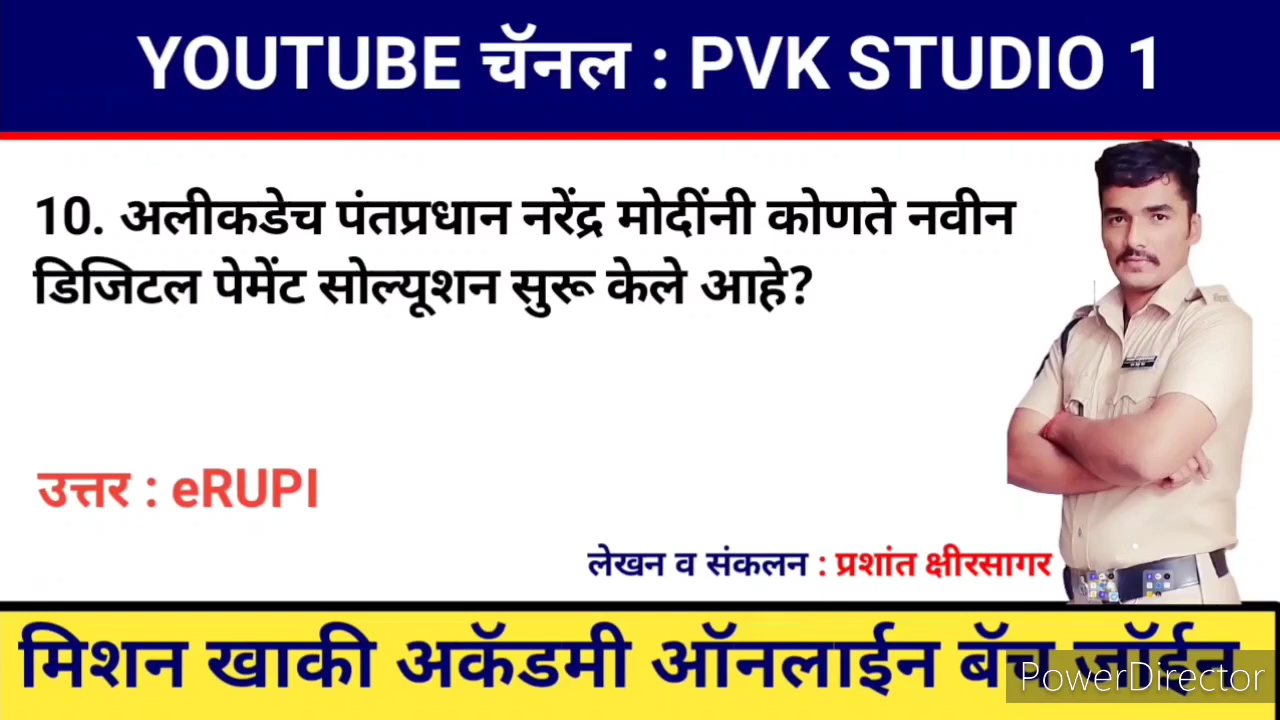 YOUTUBE चॅनल : PVK STUDIO 1
10. अलीकडेच पंतप्रधान नरेंद्र मोदींनी कोणते नवीन
डिजिटल पेमेंट सोल्यूशन सुरू केले आहे?
उत्तर : eRUPI
लेखन व संकलन : प्रशांत क्षीरसागर
मिशन खाकी अकॅडमी ऑनलाईन बॅच जॉईन
PowerDirector